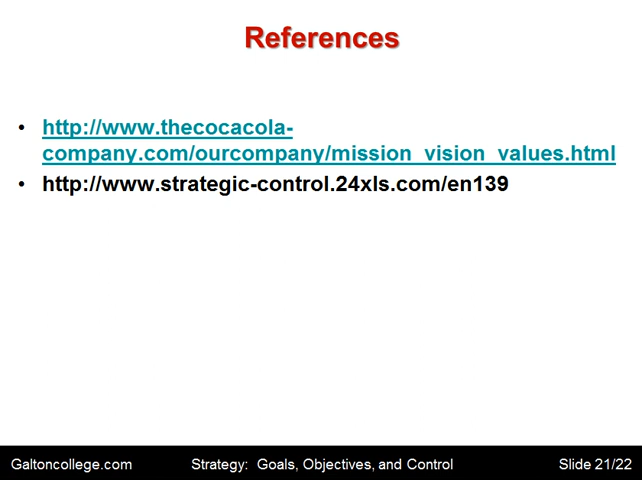 References
• http://www.thecocacola-
company.com/ourcompany/mission_vision_values.html
• http://www.strategic-control.24xls.com/en139
Galtoncollege.com Strategy: Goals, Objectives, and Control Slide 21/22